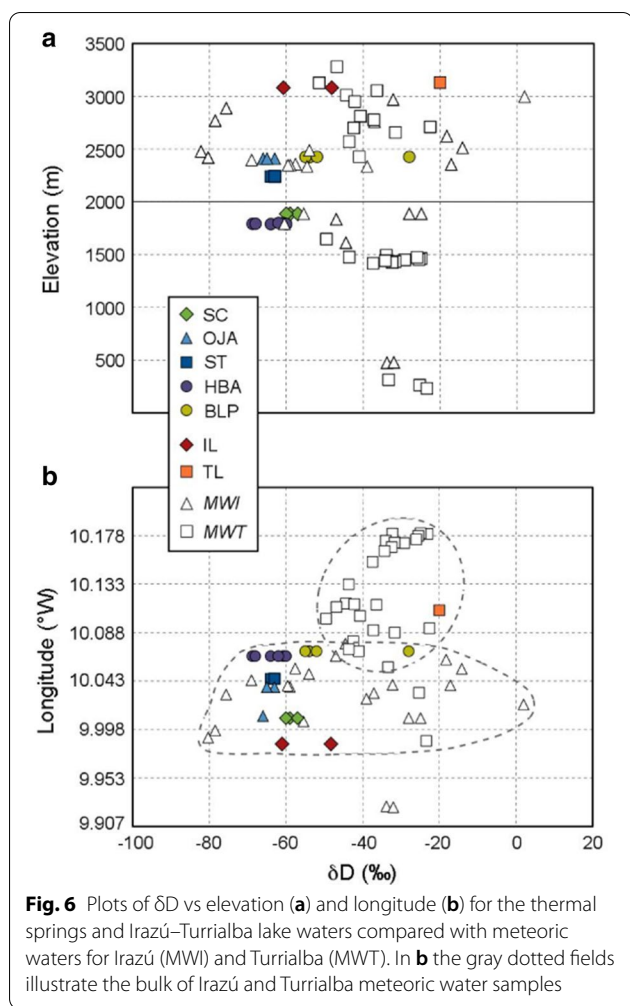 a
3500
3000
2500
2000
1500
1000
500
Elevation (m)
SC
OJA
ST
HBA
BLP
IL
TL
MWI
MWT
b
10.178
10.133
10.088
10.043
9.998
9.953
9.907
Longitude (°W)
-100 -80 -60 -40 -20 0 20
δD (‰)
Fig. 6 Plots of δD vs elevation (a) and longitude (b) for the thermal
springs and Irazú–Turrialba lake waters compared with meteoric
waters for Irazú (MWI) and Turrialba (MWT). In b the gray dotted fields
illustrate the bulk of Irazú and Turrialba meteoric water samples